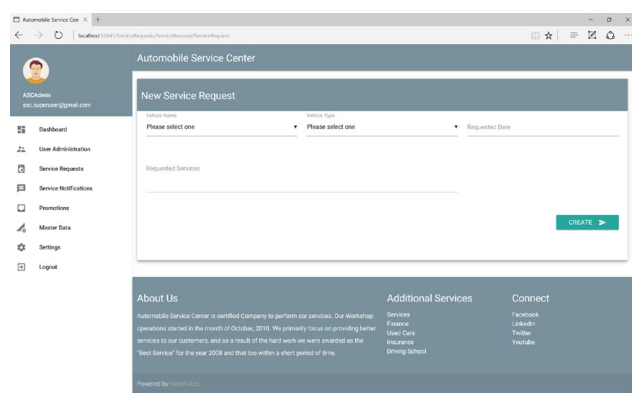 Automobile Service Cen
localhost
Automobile Service Center
ASCAdmin
asc.superuser@gmail.com
Dashboard
User Administration
Service Requests
Service Notifications
Promotions
Master Data
Settings
Logout
New Service Request
Vehicle Name
Vehicle Type
Please select one
Please select one
Requested Date
Requested Services
CREATE
About Us
Automobile Service Center is certified Company to perform car services. Our Workshop
operations started in the month of October, 2010. We primarily focus on providing better
services to our customers, and as a result of the hard work we were awarded as the
"Best Service" for the year 2008 and that too within a short period of time.
Additional Services
Services
Finance
Used Cars
Insurance
Driving School
Connect
Facebook
LinkedIn
Twitter
Youtube
Powered by